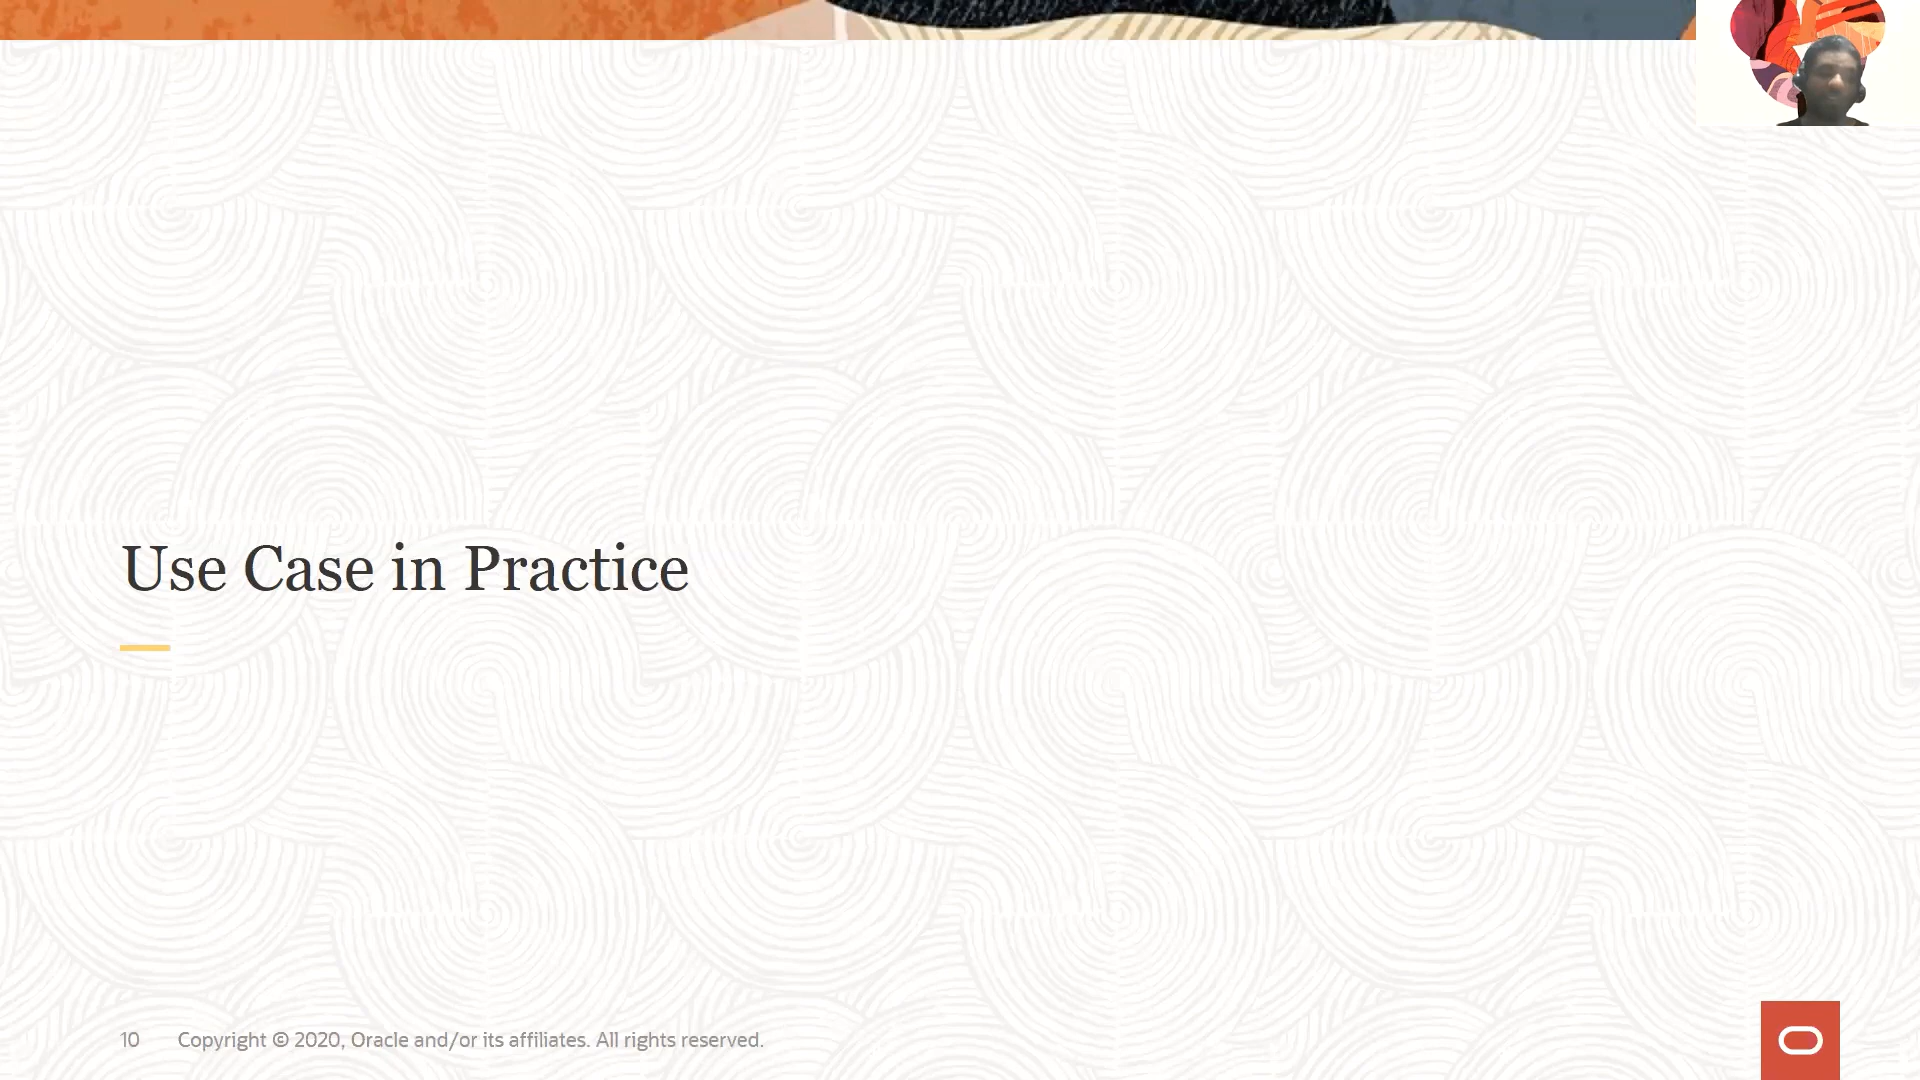 Use Case in Practice
10 Copyright © 2020, Oracle and/or its affiliates. All rights reserved.